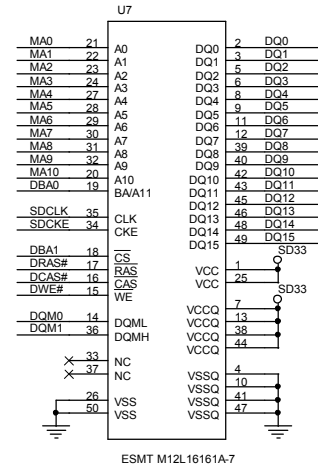 U7
MA0 21 A0 DQ0 2 DQ0
MA1 22 A1 DQ1 3 DQ1
MA2 23 A2 DQ2 5 DQ2
MA3 24 A3 DQ3 6 DQ3
MA4 27 A4 DQ4 8 DQ4
MA5 28 A5 DQ5 9 DQ5
MA6 29 A6 DQ6 11 DQ6
MA7 30 A7 DQ7 12 DQ7
MA8 31 A8 DQ8 39 DQ8
MA9 32 A9 DQ9 40 DQ9
MA10 20 A10 DQ10 42 DQ10
DBA0 19 BA/A11 DQ11 43 DQ11
DQ12 45 DQ12
SDCLK 35 CLK DQ13 46 DQ13
SDCKE 34 CKE DQ14 48 DQ14
DQ15 49 DQ15
SD33
DBA1 18 CS VCC 1
DRAS# 17 RAS VCC 25
DCAS# 16 CAS
DWE# 15 WE
SD33
VCCQ 7
DQM0 14 DQML VCCQ 13
DQM1 36 DQMH VCCQ 38
VCCQ 44
33 NC
37 NC VSSQ 4
VSSQ 10
26 VSS VSSQ 41
50 VSS VSSQ 47
ESMT M12L16161A-7